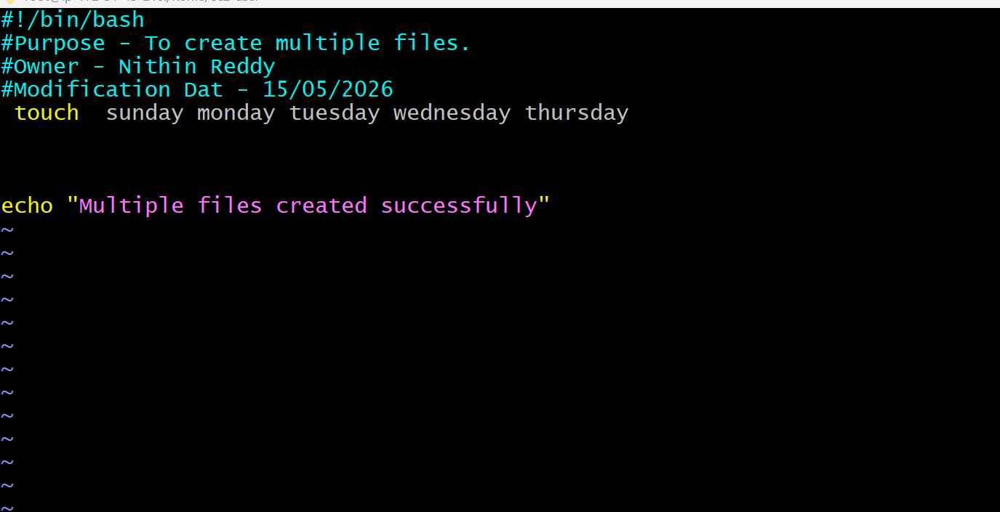 #!/bin/bash
#Purpose - To create multiple files.
#Owner - Nithin Reddy
#Modification Dat - 15/05/2026
 touch  sunday monday tuesday wednesday thursday
echo "Multiple files created successfully"
~
~
~
~
~
~
~
~
~
~
~
~
~